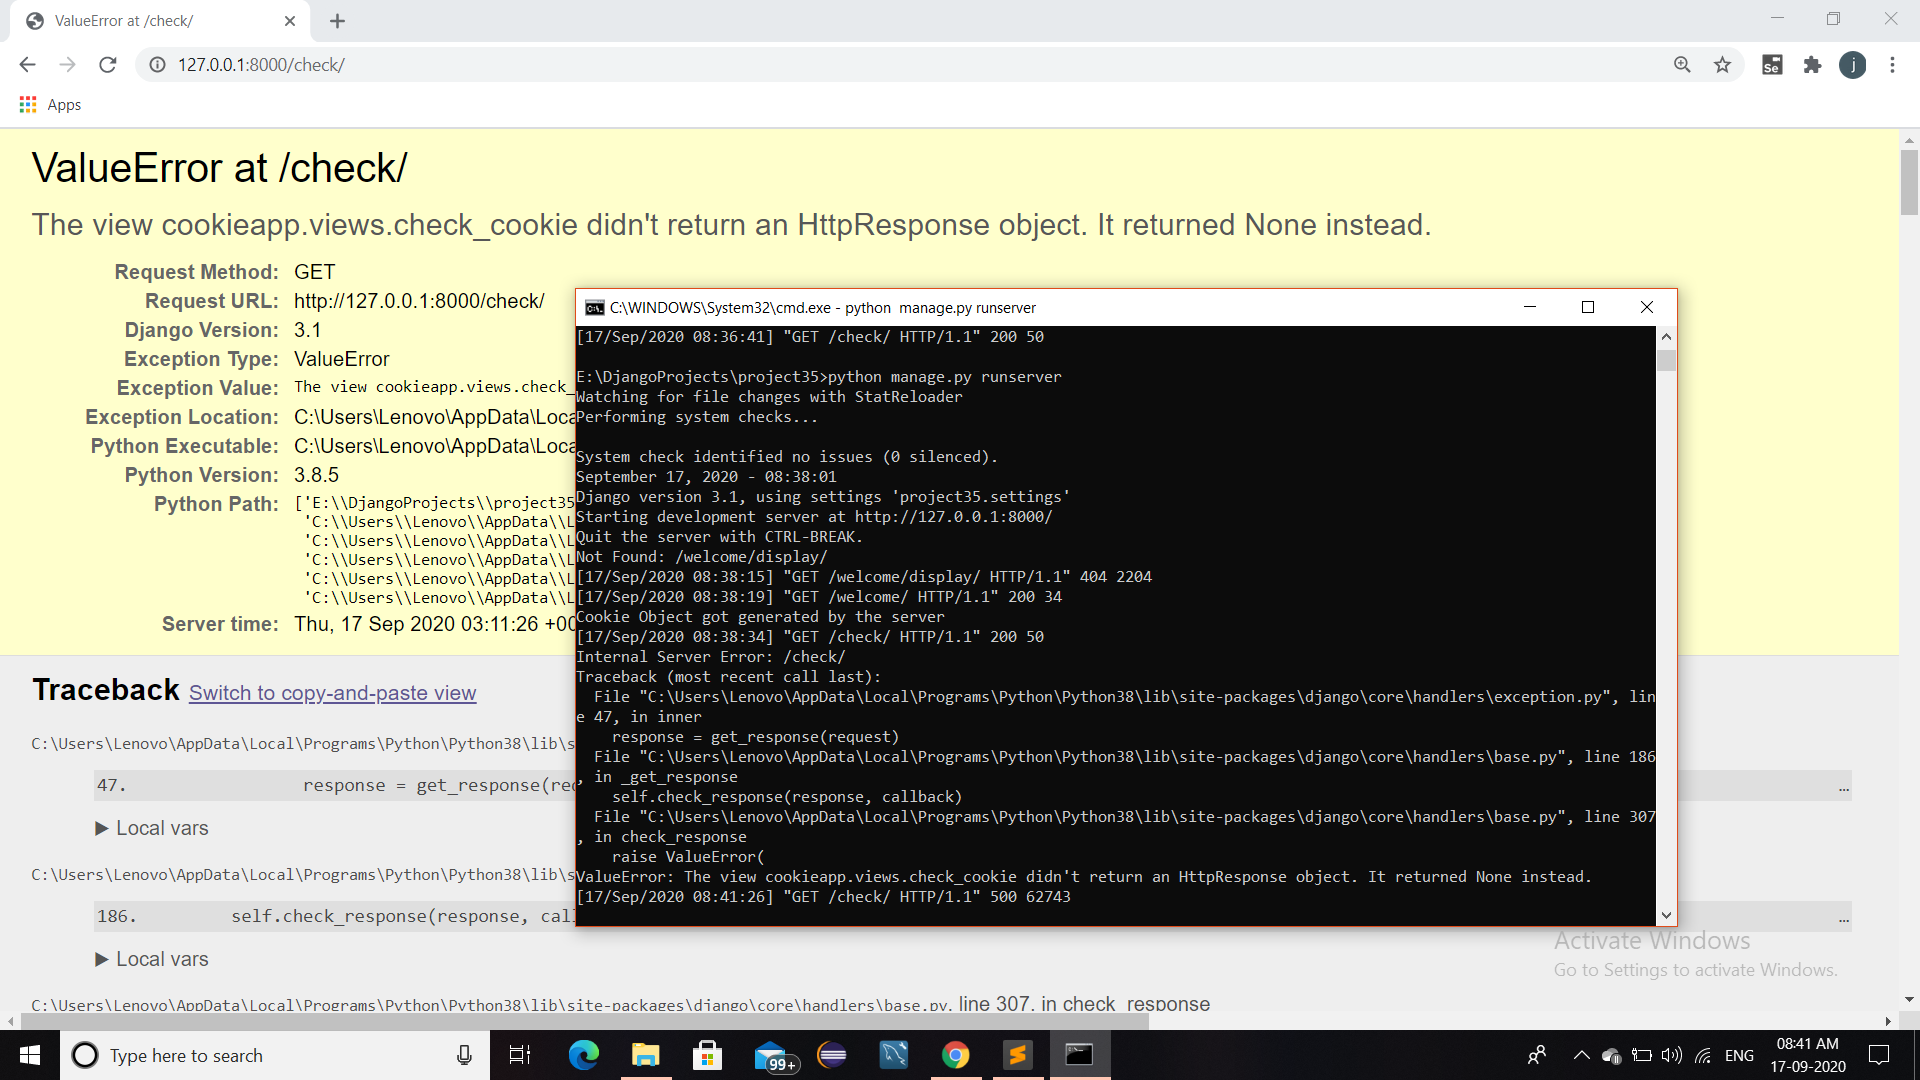 ValueError at /check/
127.0.0.1:8000/check/
Se
j
Apps
ValueError at /check/
The view cookieapp.views.check_cookie didn't return an HttpResponse object. It returned None instead.
Request Method: GET
Request URL: http://127.0.0.1:8000/check/
Django Version: 3.1
Exception Type: ValueError
Exception Value: The view cookieapp.views.check_
Exception Location: C:\Users\Lenovo\AppData\Loca
Python Executable: C:\Users\Lenovo\AppData\Loca
Python Version: 3.8.5
Python Path: ['E:\\DjangoProjects\\project35
'C:\\Users\\Lenovo\\AppData\\L
'C:\\Users\\Lenovo\\AppData\\L
'C:\\Users\\Lenovo\\AppData\\L
'C:\\Users\\Lenovo\\AppData\\L
'C:\\Users\\Lenovo\\AppData\\L
Server time: Thu, 17 Sep 2020 03:11:26 +00
Traceback Switch to copy-and-paste view
C:\Users\Lenovo\AppData\Local\Programs\Python\Python38\lib\s
47. response = get_response(req
...
▶ Local vars
C:\Users\Lenovo\AppData\Local\Programs\Python\Python38\lib\s
186. self.check_response(response, call
...
▶ Local vars
C:\Users\Lenovo\AppData\Local\Programs\Python\Python38\lib\site-packages\django\core\handlers\base.py, line 307, in check_response
C:\WINDOWS\System32\cmd.exe - python  manage.py runserver
[17/Sep/2020 08:36:41] "GET /check/ HTTP/1.1" 200 50
E:\DjangoProjects\project35>python manage.py runserver
Watching for file changes with StatReloader
Performing system checks...
System check identified no issues (0 silenced).
September 17, 2020 - 08:38:01
Django version 3.1, using settings 'project35.settings'
Starting development server at http://127.0.0.1:8000/
Quit the server with CTRL-BREAK.
Not Found: /welcome/display/
[17/Sep/2020 08:38:15] "GET /welcome/display/ HTTP/1.1" 404 2204
[17/Sep/2020 08:38:19] "GET /welcome/ HTTP/1.1" 200 34
Cookie Object got generated by the server
[17/Sep/2020 08:38:34] "GET /check/ HTTP/1.1" 200 50
Internal Server Error: /check/
Traceback (most recent call last):
File "C:\Users\Lenovo\AppData\Local\Programs\Python\Python38\lib\site-packages\django\core\handlers\exception.py", lin
e 47, in inner
response = get_response(request)
File "C:\Users\Lenovo\AppData\Local\Programs\Python\Python38\lib\site-packages\django\core\handlers\base.py", line 186
, in _get_response
self.check_response(response, callback)
File "C:\Users\Lenovo\AppData\Local\Programs\Python\Python38\lib\site-packages\django\core\handlers\base.py", line 307
, in check_response
raise ValueError(
ValueError: The view cookieapp.views.check_cookie didn't return an HttpResponse object. It returned None instead.
[17/Sep/2020 08:41:26] "GET /check/ HTTP/1.1" 500 62743
Activate Windows
Go to Settings to activate Windows.
Type here to search
99+
ENG
08:41 AM
17-09-2020